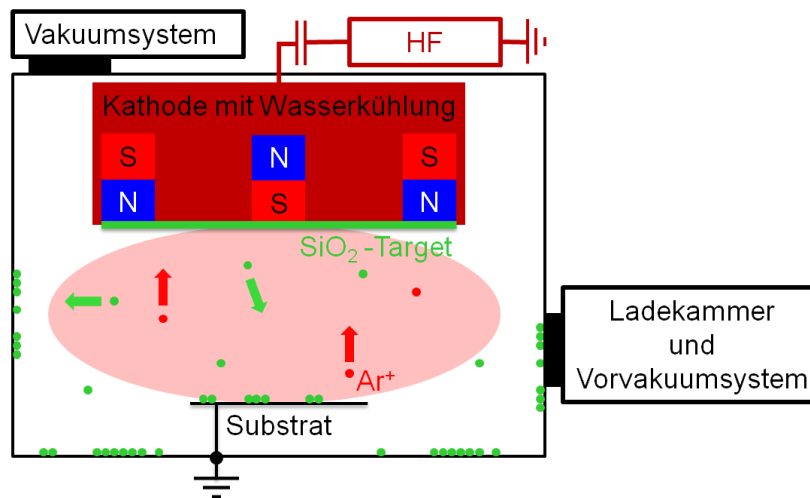 Vakuumsystem
HF
Kathode mit Wasserkühlung
S
N
S
N
S
N
SiO₂-Target
Ar⁺
Ladekammer
und
Vorvakuumsystem
Substrat